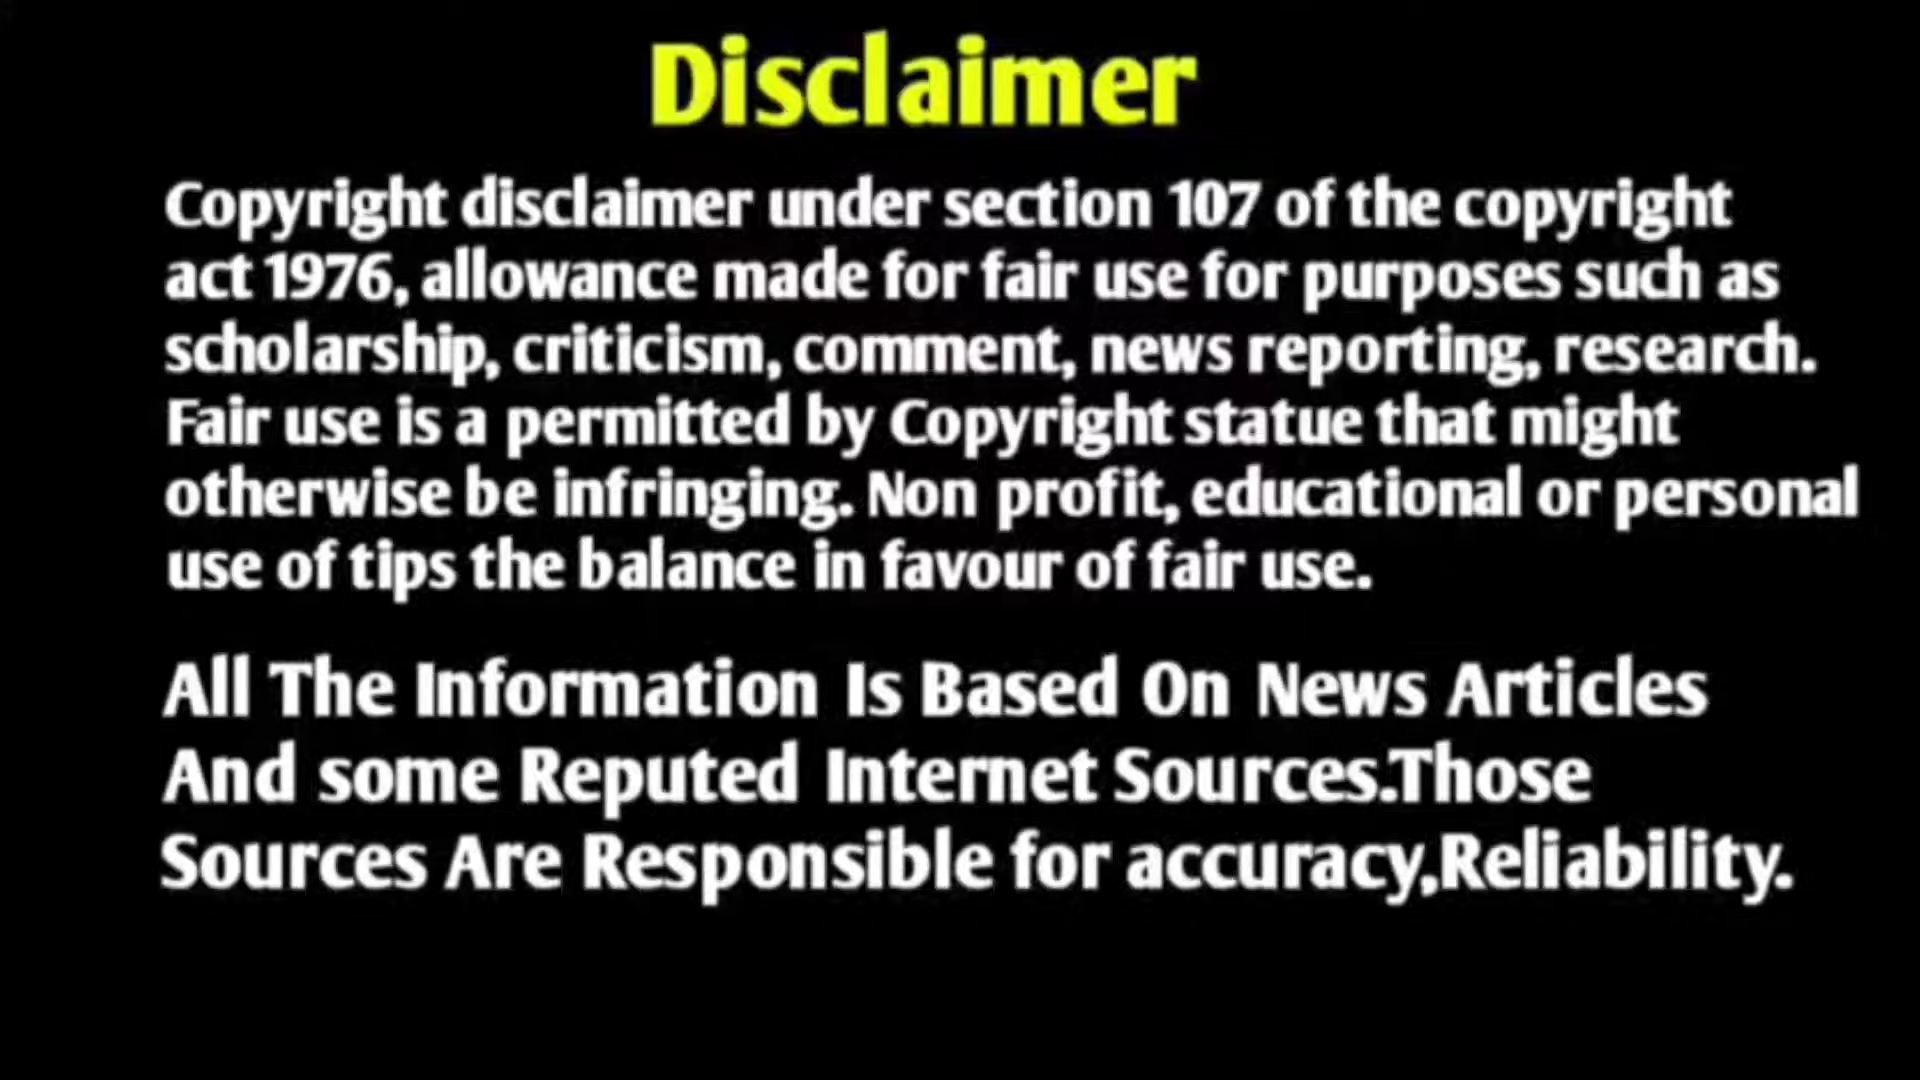 Disclaimer
Copyright disclaimer under section 107 of the copyright
act 1976, allowance made for fair use for purposes such as
scholarship, criticism, comment, news reporting, research.
Fair use is a permitted by Copyright statue that might
otherwise be infringing. Non profit, educational or personal
use of tips the balance in favour of fair use.
All The Information Is Based On News Articles
And some Reputed Internet Sources.Those
Sources Are Responsible for accuracy,Reliability.